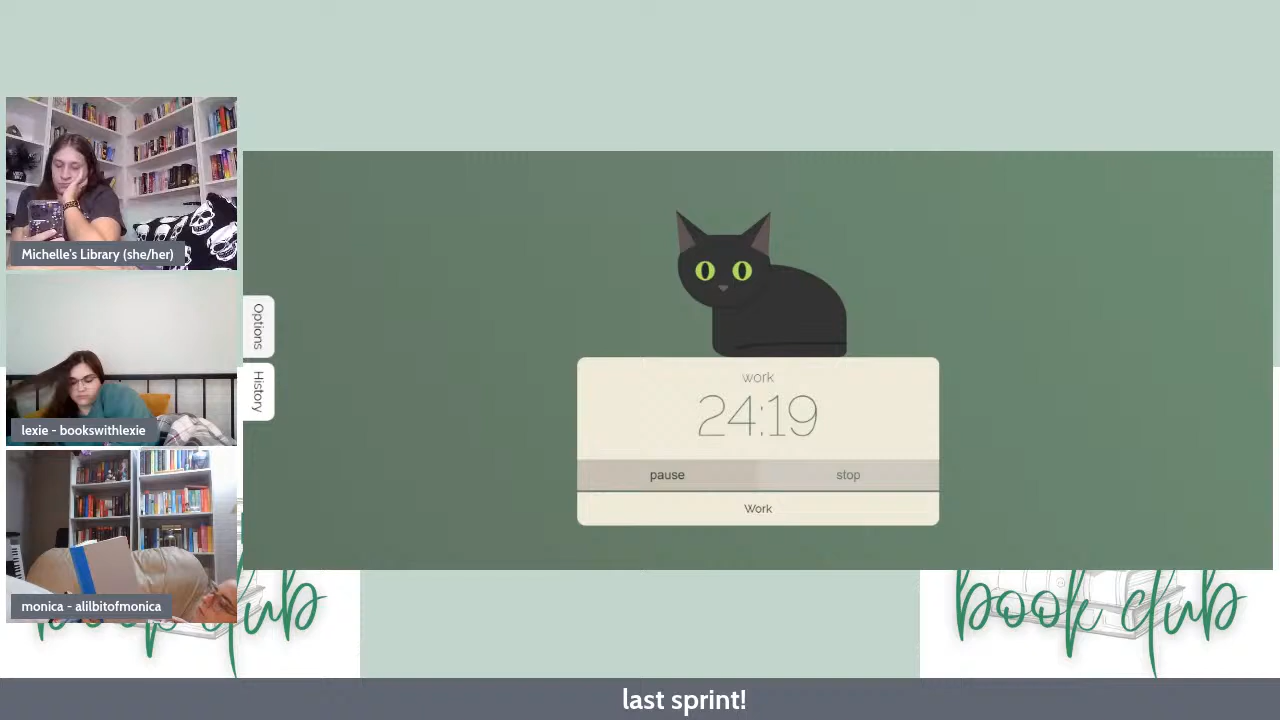 Michelle's Library (she/her)
lexie - bookswithlexie
monica - alilbitofmonica
Options
History
work
24:19
pause
stop
Work
book club
book club
last sprint!